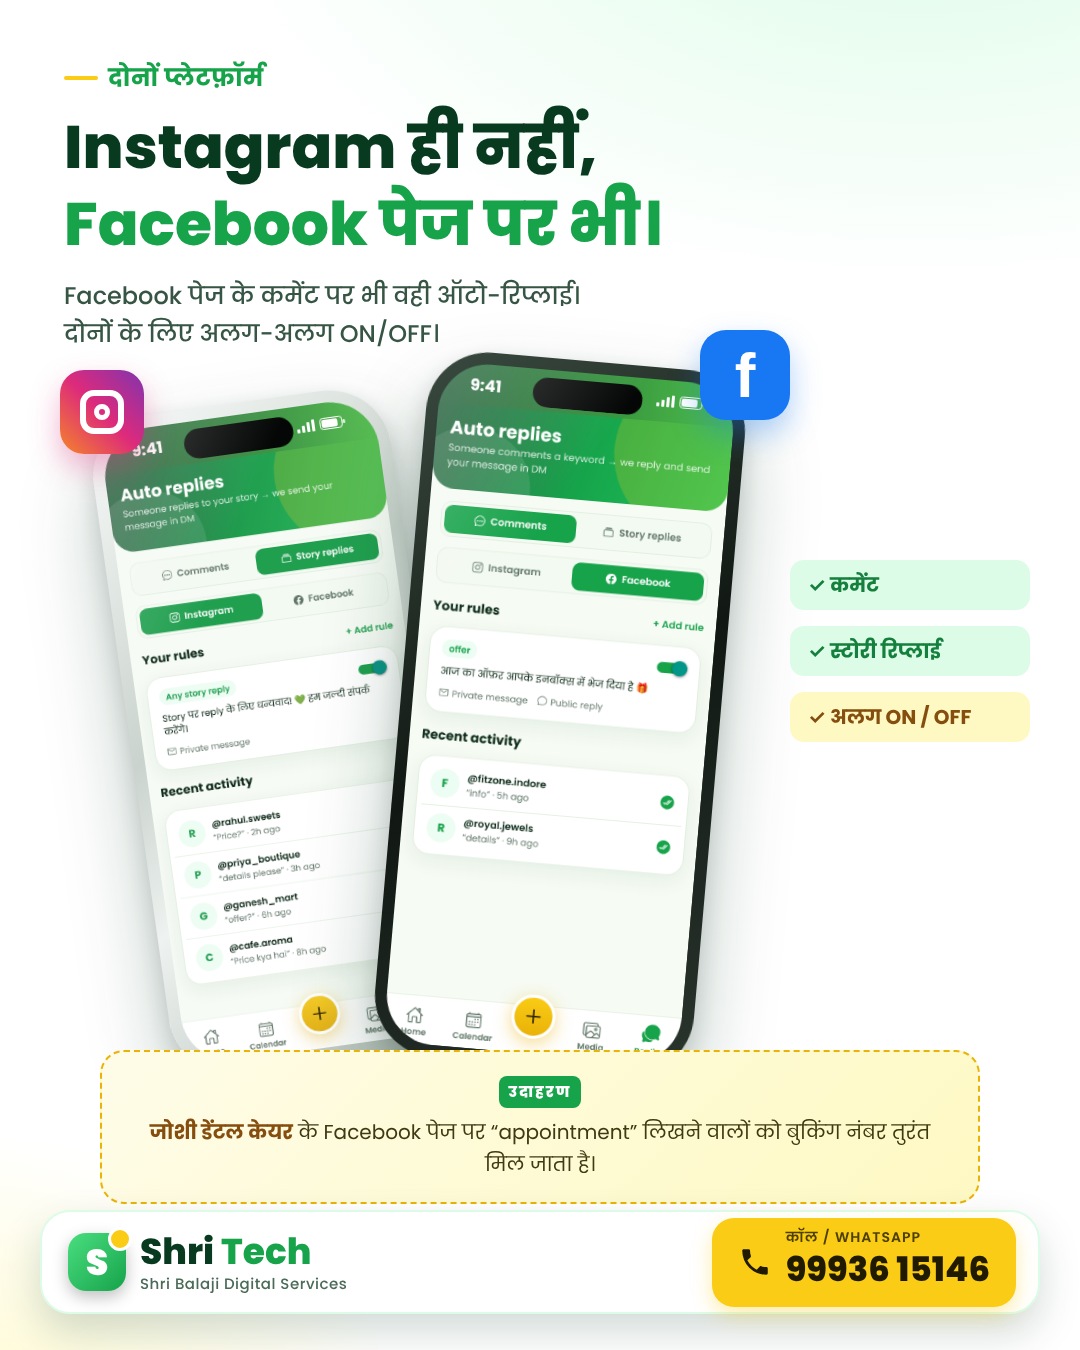 दोनों प्लेटफ़ॉर्म
Instagram ही नहीं,
Facebook पेज पर भी।
Facebook पेज के कमेंट पर भी वही ऑटो-रिप्लाई।
दोनों के लिए अलग-अलग ON/OFF।
9:41
Auto replies
Someone replies to your story → we send your
message in DM
Comments
Story replies
Instagram
Facebook
Your rules
+ Add rule
Any story reply
Story पर reply के लिए धन्यवाद! 💚 हम जल्दी संपर्क
करेंगे।
Private message
Recent activity
R
@rahul.sweets
"Price?" · 2h ago
P
@priya_boutique
"details please" · 3h ago
G
@ganesh_mart
"offer?" · 6h ago
C
@cafe.aroma
"Price kya hai" · 8h ago
Calendar
f
9:41
Auto replies
Someone comments a keyword → we reply and send
your message in DM
Comments
Story replies
Instagram
Facebook
Your rules
+ Add rule
offer
आज का ऑफ़र आपके इनबॉक्स में भेज दिया है 🎁
Private message
Public reply
Recent activity
F
@fitzone.indore
"info" · 5h ago
R
@royal.jewels
"details" · 9h ago
Home
Calendar
Media
✓ कमेंट
✓ स्टोरी रिप्लाई
✓ अलग ON / OFF
उदाहरण
जोशी डेंटल केयर के Facebook पेज पर “appointment” लिखने वालों को बुकिंग नंबर तुरंत
मिल जाता है।
S
Shri Tech
Shri Balaji Digital Services
कॉल / WHATSAPP
99936 15146